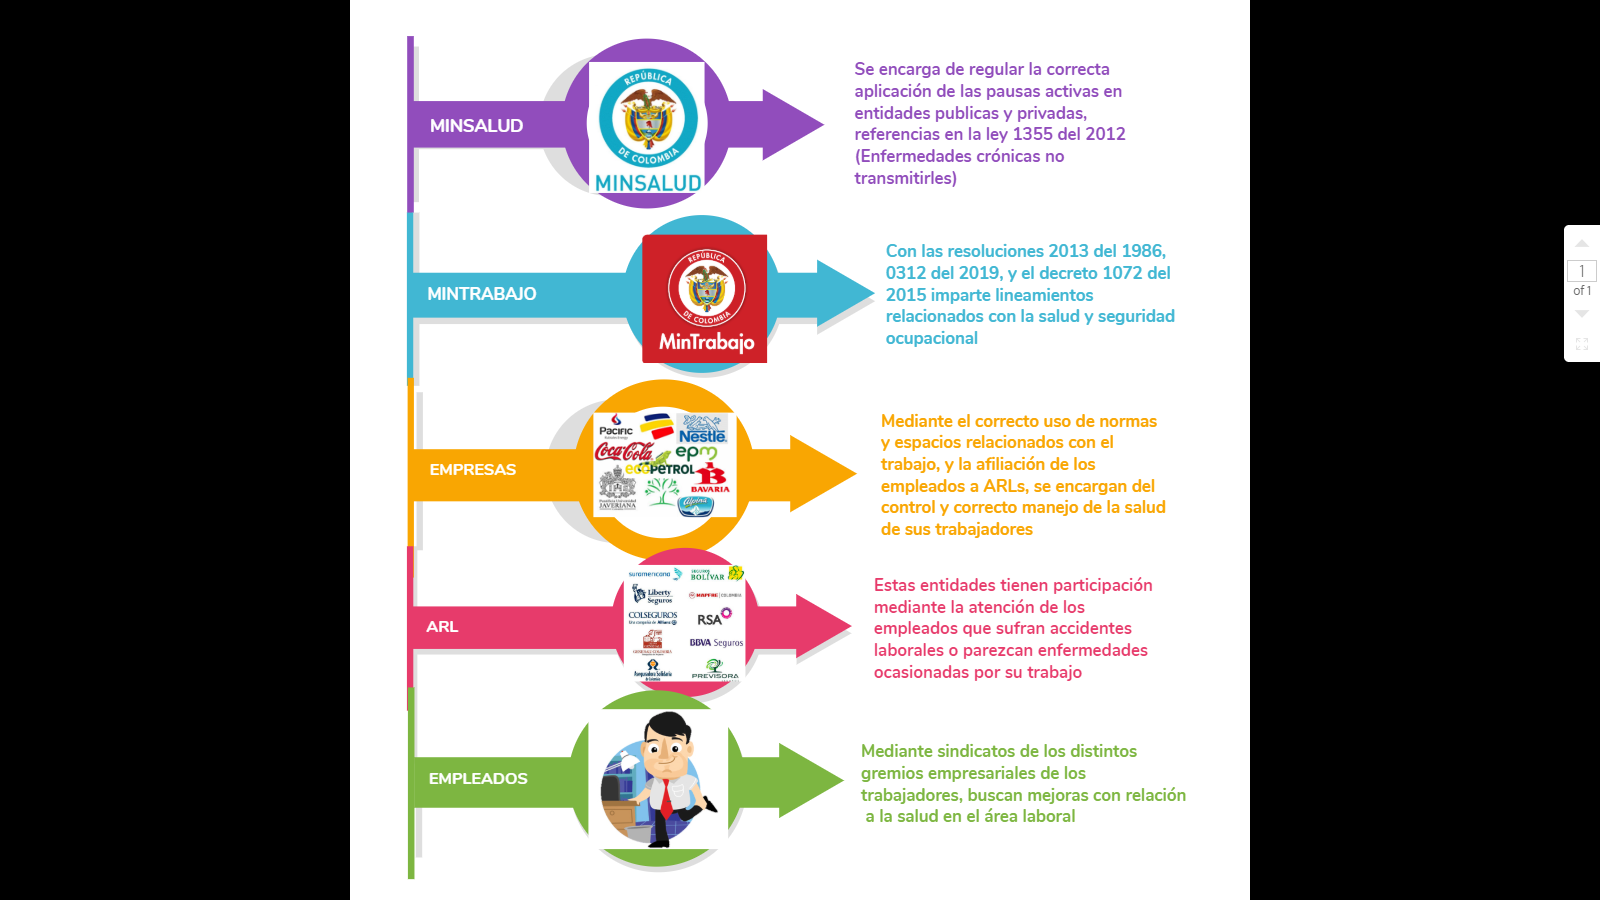 MINSALUD
REPÚBLICA
DE COLOMBIA
MINSALUD
Se encarga de regular la correcta
aplicación de las pausas activas en
entidades publicas y privadas,
referencias en la ley 1355 del 2012
(Enfermedades crónicas no
transmitirles)
MINTRABAJO
REPÚBLICA
DE COLOMBIA
MinTrabajo
Con las resoluciones 2013 del 1986,
0312 del 2019, y el decreto 1072 del
2015 imparte lineamientos
relacionados con la salud y seguridad
ocupacional
1
of 1
EMPRESAS
PACIFIC
Nestlé
Coca-Cola
epm
ecoPETROL
BAVARIA
JAVERIANA
Alpina
Mediante el correcto uso de normas
y espacios relacionados con el
trabajo, y la afiliación de los
empleados a ARLs, se encargan del
control y correcto manejo de la salud
de sus trabajadores
ARL
suramericana
SEGUROS
BOLÍVAR
Liberty
Seguros
MAPFRE COLOMBIA
COLSEGUROS
RSA
BBVA Seguros
Aseguradora Solidaria
de Colombia
PREVISORA
Estas entidades tienen participación
mediante la atención de los
empleados que sufran accidentes
laborales o parezcan enfermedades
ocasionadas por su trabajo
EMPLEADOS
Mediante sindicatos de los distintos
gremios empresariales de los
trabajadores, buscan mejoras con relación
a la salud en el área laboral